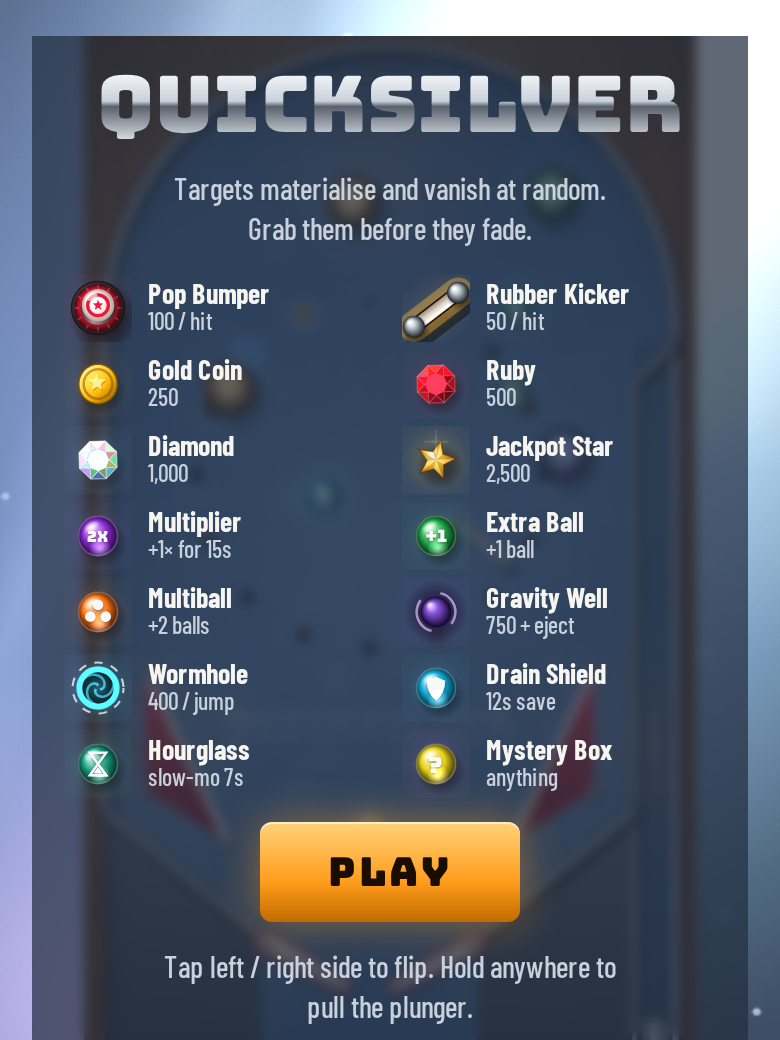 QUICKSILVER
Targets materialise and vanish at random.
Grab them before they fade.
Pop Bumper
100 / hit
Rubber Kicker
50 / hit
Gold Coin
250
Ruby
500
Diamond
1,000
Jackpot Star
2,500
2X
Multiplier
+1× for 15s
+1
Extra Ball
+1 ball
Multiball
+2 balls
Gravity Well
750 + eject
Wormhole
400 / jump
Drain Shield
12s save
Hourglass
slow-mo 7s
?
Mystery Box
anything
PLAY
Tap left / right side to flip. Hold anywhere to
pull the plunger.